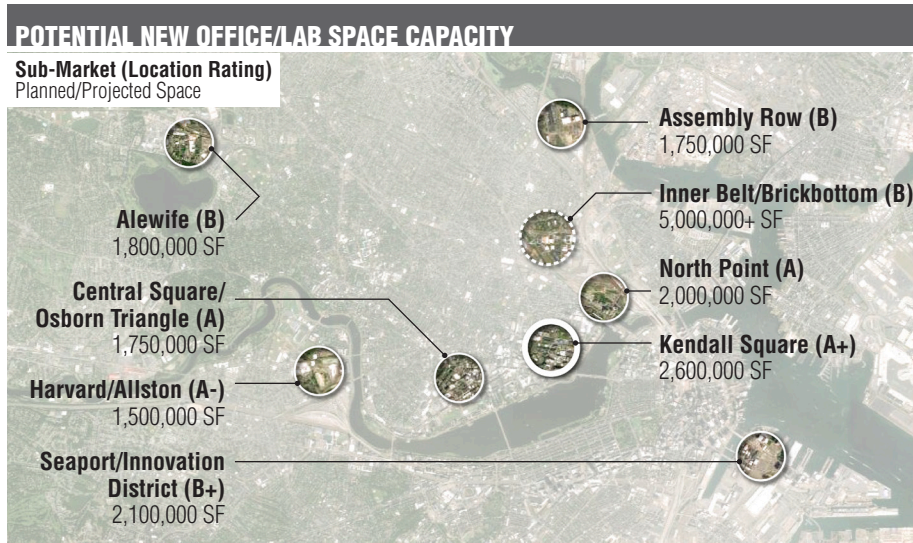 POTENTIAL NEW OFFICE/LAB SPACE CAPACITY
Sub-Market (Location Rating)
Planned/Projected Space
Assembly Row (B)
1,750,000 SF
Inner Belt/Brickbottom (B)
5,000,000+ SF
Alewife (B)
1,800,000 SF
North Point (A)
2,000,000 SF
Central Square/
Osborn Triangle (A)
1,750,000 SF
Kendall Square (A+)
2,600,000 SF
Harvard/Allston (A-)
1,500,000 SF
Seaport/Innovation
District (B+)
2,100,000 SF